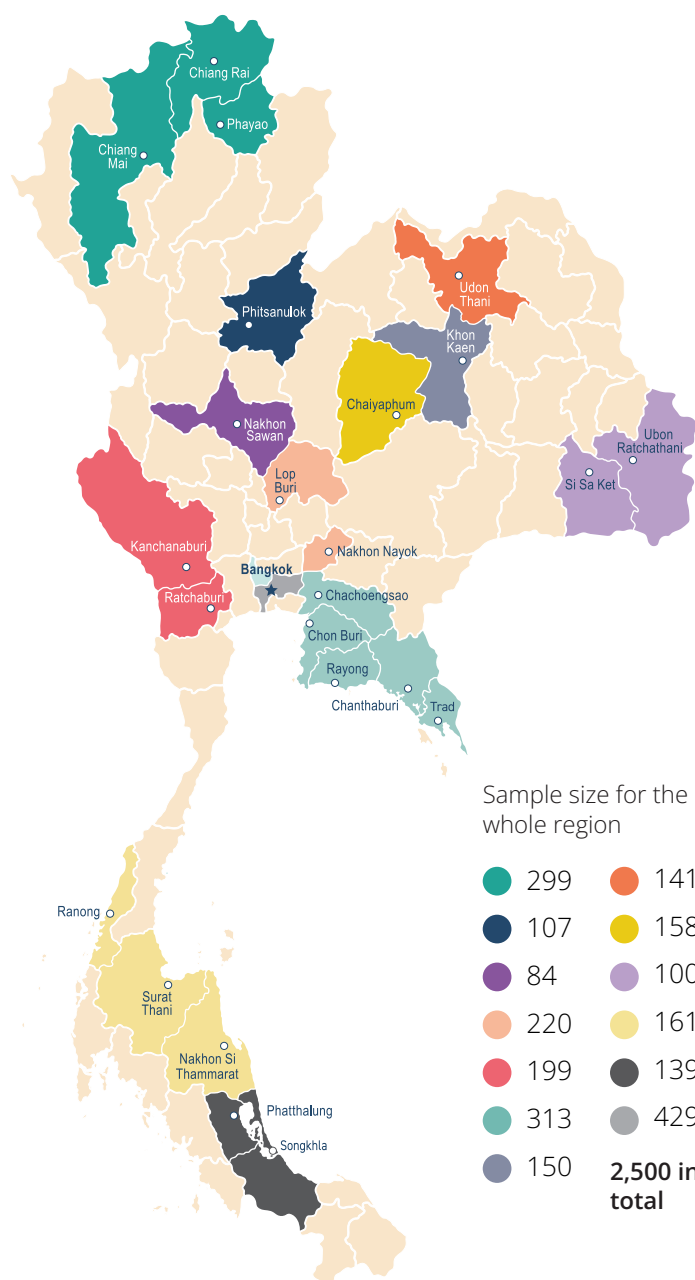 Chiang Rai
Phayao
Chiang
Mai
Udon
Thani
Phitsanulok
Khon
Kaen
Chaiyaphum
Nakhon
Sawan
Ubon
Ratchathani
Si Sa Ket
Lop
Buri
Kanchanaburi
Nakhon Nayok
Bangkok
Ratchaburi
Chachoengsao
Chon Buri
Rayong
Chanthaburi
Trad
Sample size for the
whole region
299
107
84
220
199
313
150
141
158
100
161
139
429
2,500 in
total
Ranong
Surat
Thani
Nakhon Si
Thammarat
Phatthalung
Songkhla